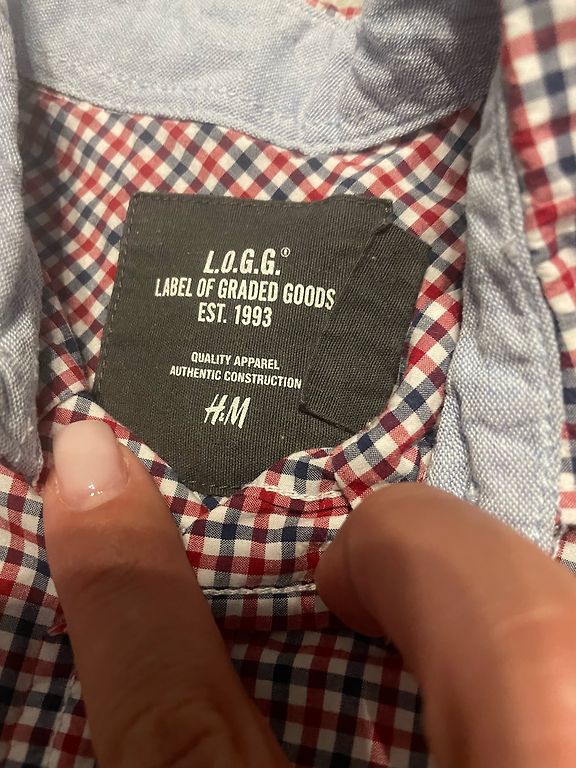 L.O.G.G.®
LABEL OF GRADED GOODS
EST. 1993
QUALITY APPAREL
AUTHENTIC CONSTRUCTION
H&M